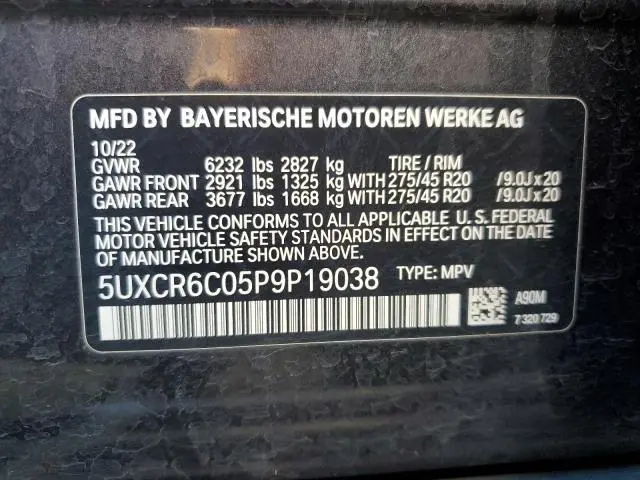 MFD BY BAYERISCHE MOTOREN WERKE AG
10/22
GVWR 6232 lbs 2827 kg TIRE / RIM
GAWR FRONT 2921 lbs 1325 kg WITH 275/45 R20 /9.0J x 20
GAWR REAR 3677 lbs 1668 kg WITH 275/45 R20 /9.0J x 20
THIS VEHICLE CONFORMS TO ALL APPLICABLE U. S. FEDERAL
MOTOR VEHICLE SAFETY STANDARDS IN EFFECT ON THE DATE
OF MANUFACTURE SHOWN ABOVE.
5UXCR6C05P9P19038 TYPE: MPV
A90M
7 320 729